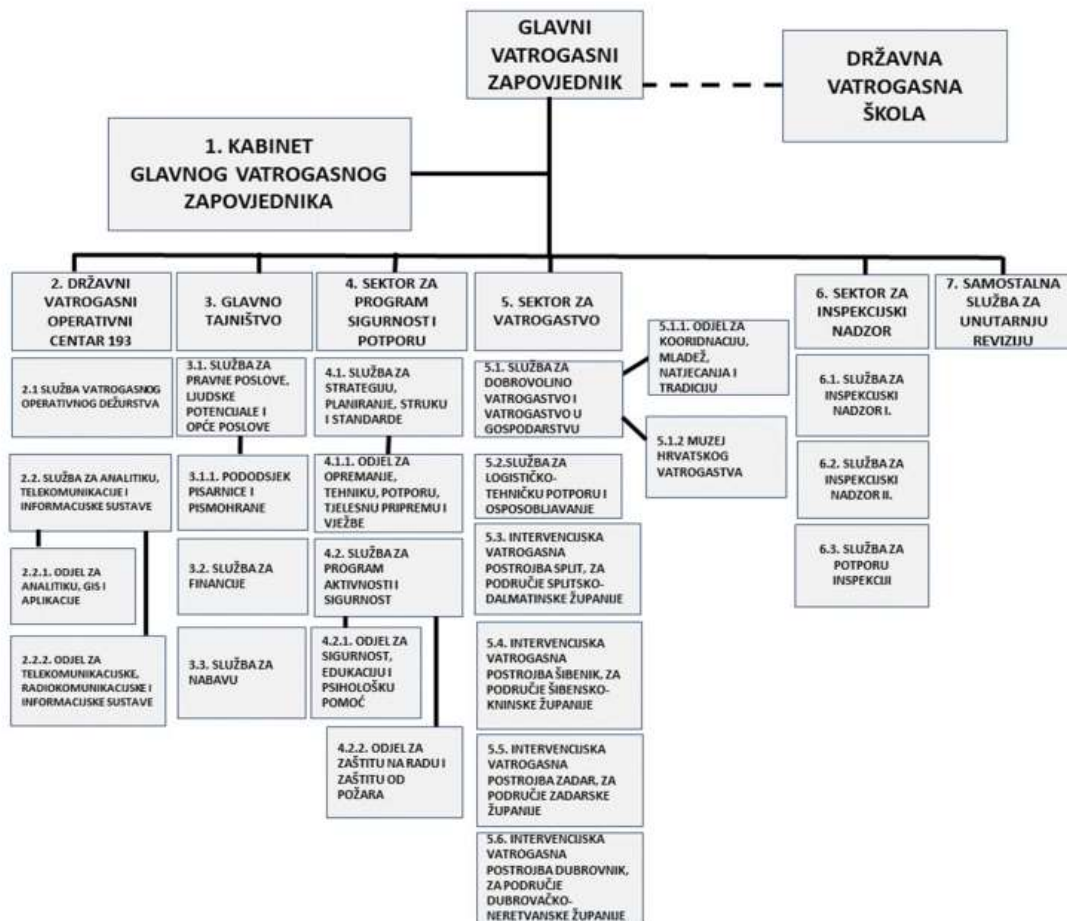 GLAVNI
VATROGASNI
ZAPOVJEDNIK
DRŽAVNA
VATROGASNA
ŠKOLA
1. KABINET
GLAVNOG VATROGASNOG
ZAPOVJEDNIKA
2. DRŽAVNI
VATROGASNI
OPERATIVNI
CENTAR 193
2.1 SLUŽBA VATROGASNOG
OPERATIVNOG DEŽURSTVA
2.2. SLUŽBA ZA ANALITIKU,
TELEKOMUNIKACIJE I
INFORMACIJSKE SUSTAVE
2.2.1. ODJEL ZA
ANALITIKU, GIS I
APLIKACIJE
2.2.2. ODJEL ZA
TELEKOMUNIKACIJSKE,
RADIOKOMUNIKACIJSKE I
INFORMACIJSKE SUSTAVE
3. GLAVNO
TAJNIŠTVO
3.1. SLUŽBA ZA
PRAVNE POSLOVE,
LJUDSKE
POTENCIJALE I
OPĆE POSLOVE
3.1.1. PODODSJEK
PISARNICE I
PISMOHRANE
3.2. SLUŽBA ZA
FINANCIJE
3.3. SLUŽBA ZA
NABAVU
4. SEKTOR ZA
PROGRAM
SIGURNOST I
POTPORU
4.1. SLUŽBA ZA
STRATEGIJU,
PLANIRANJE, STRUKU
I STANDARDE
4.1.1. ODJEL ZA
OPREMANJE,
TEHNIKU, POTPORU,
TJELESNU PRIPREMU I
VJEŽBE
4.2. SLUŽBA ZA
PROGRAM
AKTIVNOSTI I
SIGURNOST
4.2.1. ODJEL ZA
SIGURNOST,
EDUKACIJU I
PSIHOLOŠKU
POMOĆ
4.2.2. ODJEL ZA
ZAŠTITU NA RADU I
ZAŠTITU OD
POŽARA
5. SEKTOR ZA
VATROGASTVO
5.1. SLUŽBA ZA
DOBROVOLJNO
VATROGASTVO I
VATROGASTVO U
GOSPODARSTVU
5.1.1. ODJEL ZA
KOORIDNACIJU,
MLADEŽ,
NATJECANJA I
TRADICIJU
5.1.2 MUZEJ
HRVATSKOG
VATROGASTVA
5.2.SLUŽBA ZA
LOGISTIČKO-
TEHNIČKU POTPORU I
OSPOSOBLJAVANJE
5.3. INTERVENCIJSKA
VATROGASNA
POSTROJBA SPLIT, ZA
PODRUČJE SPLITSKO-
DALMATINSKE ŽUPANIJE
5.4. INTERVENCIJSKA
VATROGASNA
POSTROJBA ŠIBENIK, ZA
PODRUČJE ŠIBENSKO-
KNINSKE ŽUPANIJE
5.5. INTERVENCIJSKA
VATROGASNA
POSTROJBA ZADAR, ZA
PODRUČJE ZADARSKE
ŽUPANIJE
5.6. INTERVENCIJSKA
VATROGASNA
POSTROJBA DUBROVNIK,
ZA PODRUČJE
DUBROVAČKO-
NERETVANSKE ŽUPANIJE
6. SEKTOR ZA
INSPEKCIJSKI
NADZOR
6.1. SLUŽBA ZA
INSPEKCIJSKI
NADZOR I.
6.2. SLUŽBA ZA
INSPEKCIJSKI
NADZOR II.
6.3. SLUŽBA ZA
POTPORU
INSPEKCIJI
7. SAMOSTALNA
SLUŽBA ZA
UNUTARNJU
REVIZIJU